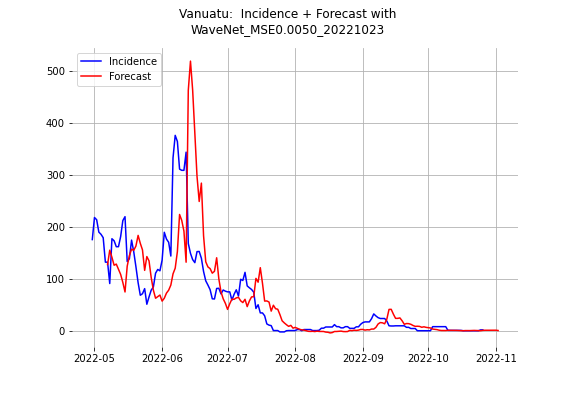 Vanuatu:  Incidence + Forecast with
WaveNet_MSE0.0050_20221023
Incidence
Forecast
500
400
300
200
100
0
2022-05 2022-06 2022-07 2022-08 2022-09 2022-10 2022-11